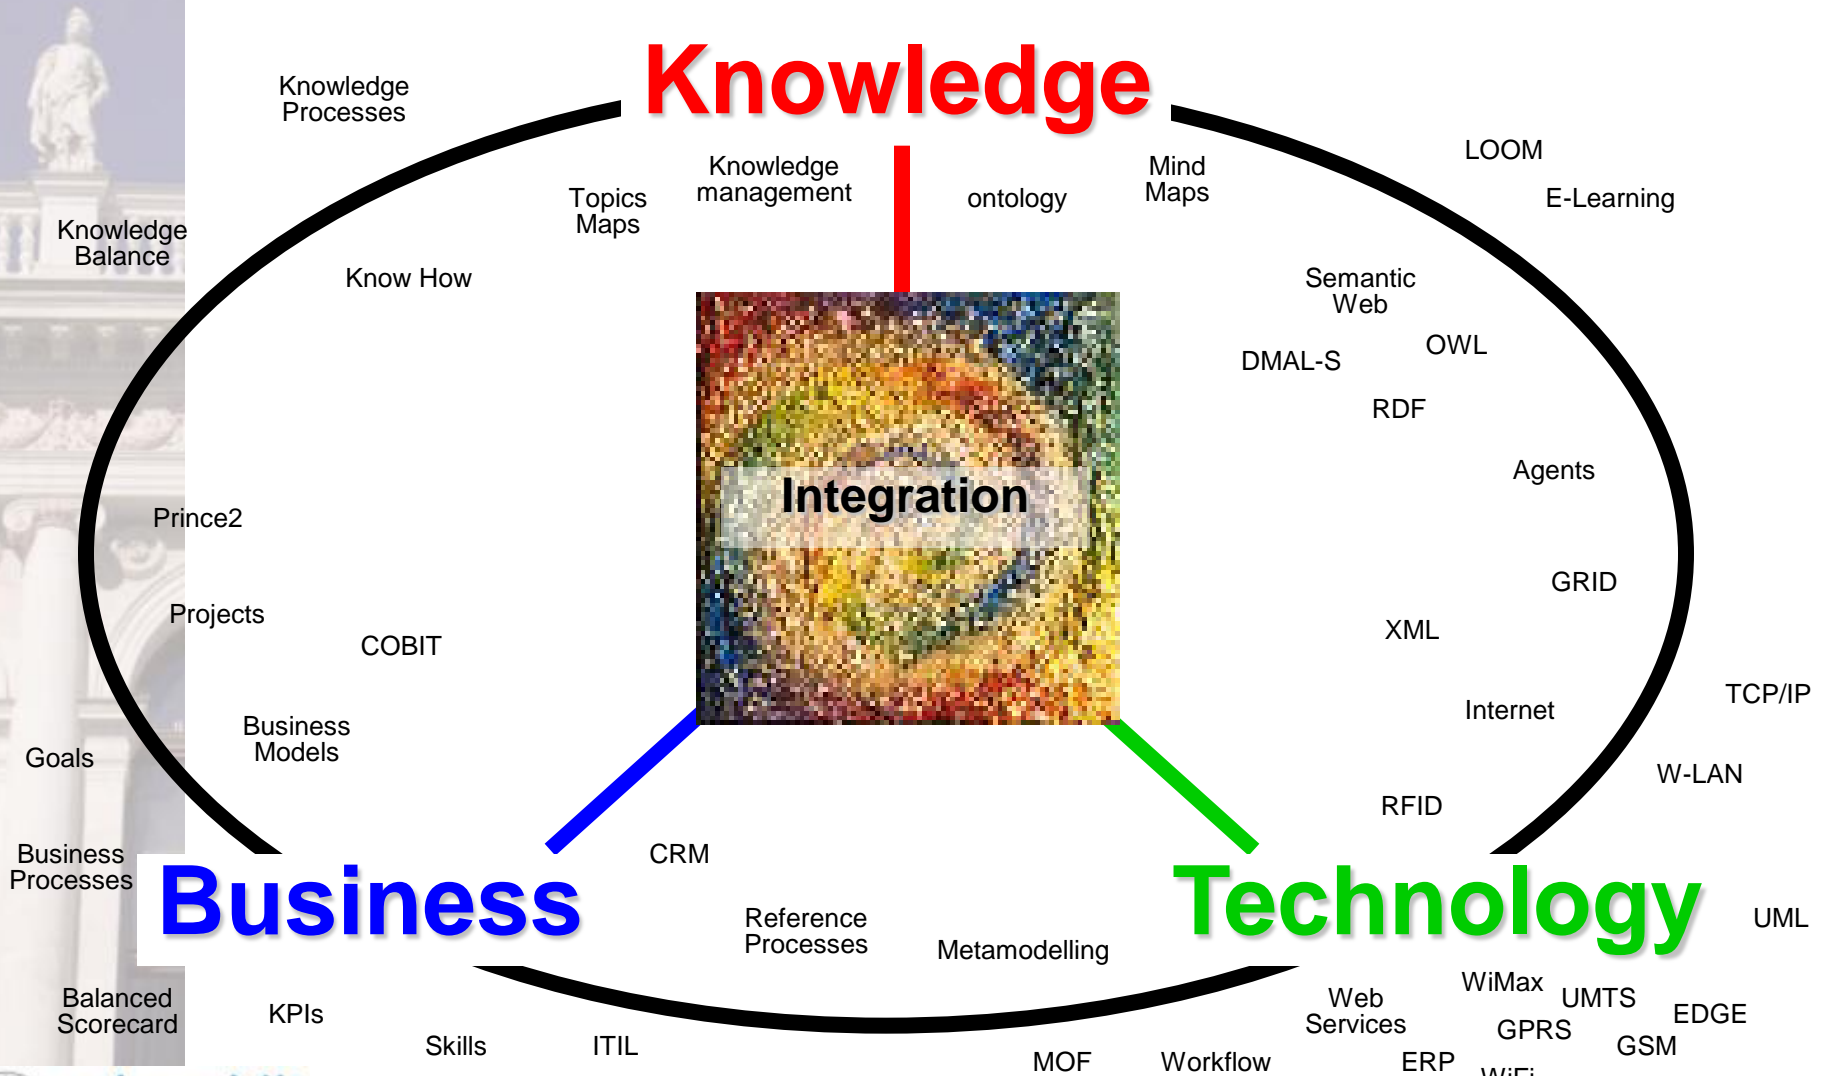 Knowledge
Knowledge
Processes
LOOM
Knowledge
management
Mind
Maps
Topics
Maps
ontology
E-Learning
Knowledge
Balance
Know How
Semantic
Web
OWL
DMAL-S
RDF
Agents
Integration
Prince2
GRID
Projects
XML
COBIT
TCP/IP
Internet
Business
Models
Goals
W-LAN
RFID
CRM
Business
Processes
Business
Technology
Reference
Processes
UML
Metamodelling
WiMax
UMTS
Balanced
Scorecard
KPIs
Web
Services
EDGE
GPRS
Skills
ITIL
GSM
MOF
Workflow
ERP
WiFi